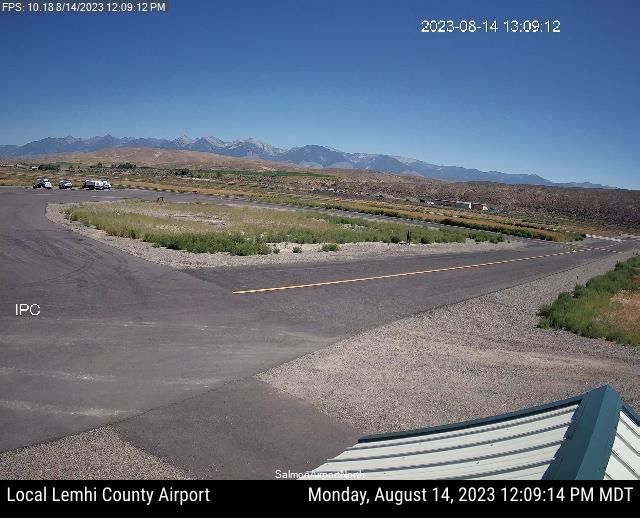 FPS: 10.18 8/14/2023 12:09:12 PM
2023-08-14 13:09:12
IPC
SalmonAirportNorth
Local Lemhi County Airport
Monday, August 14, 2023 12:09:14 PM MDT